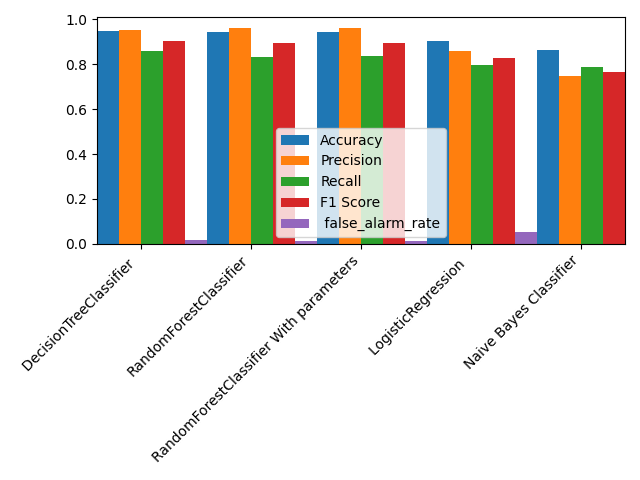 1.0
0.8
0.6
0.4
0.2
0.0
Accuracy
Precision
Recall
F1 Score
false_alarm_rate
DecisionTreeClassifier
RandomForestClassifier
RandomForestClassifier With parameters
LogisticRegression
Naive Bayes Classifier